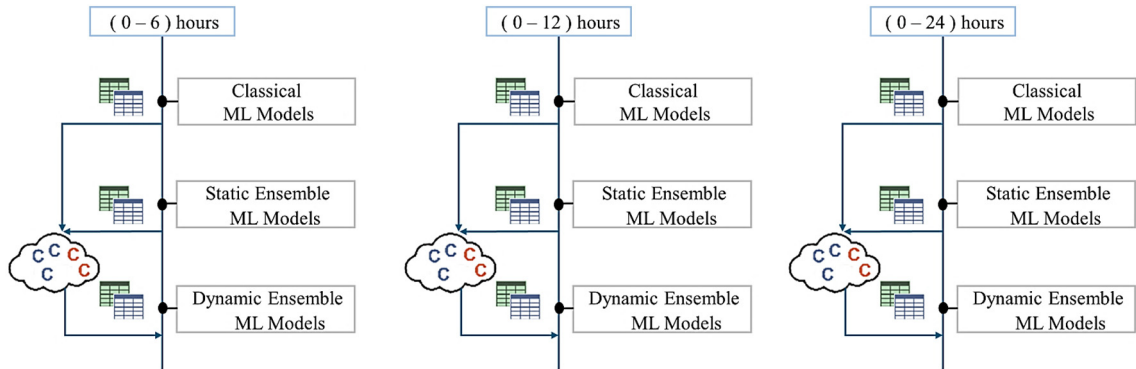 ( 0 – 6 ) hours
Classical
ML Models
Static Ensemble
ML Models
C C C C C
Dynamic Ensemble
ML Models
( 0 – 12 ) hours
Classical
ML Models
Static Ensemble
ML Models
C C C C C
Dynamic Ensemble
ML Models
( 0 – 24 ) hours
Classical
ML Models
Static Ensemble
ML Models
C C C C C
Dynamic Ensemble
ML Models